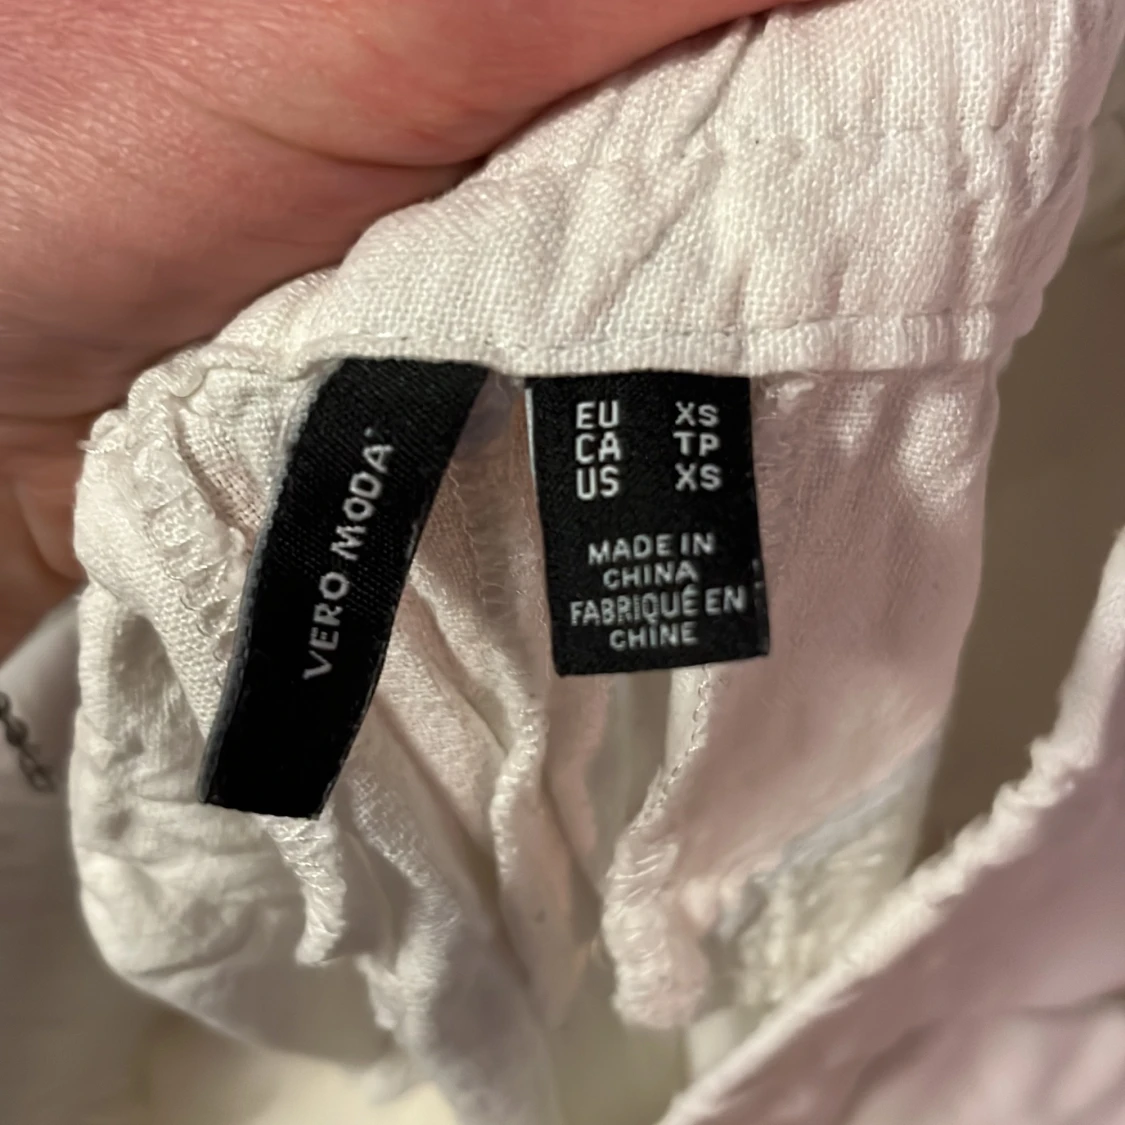 VERO MODA
EU XS
CA TP
US XS
MADE IN
CHINA
FABRIQUÉ EN
CHINE